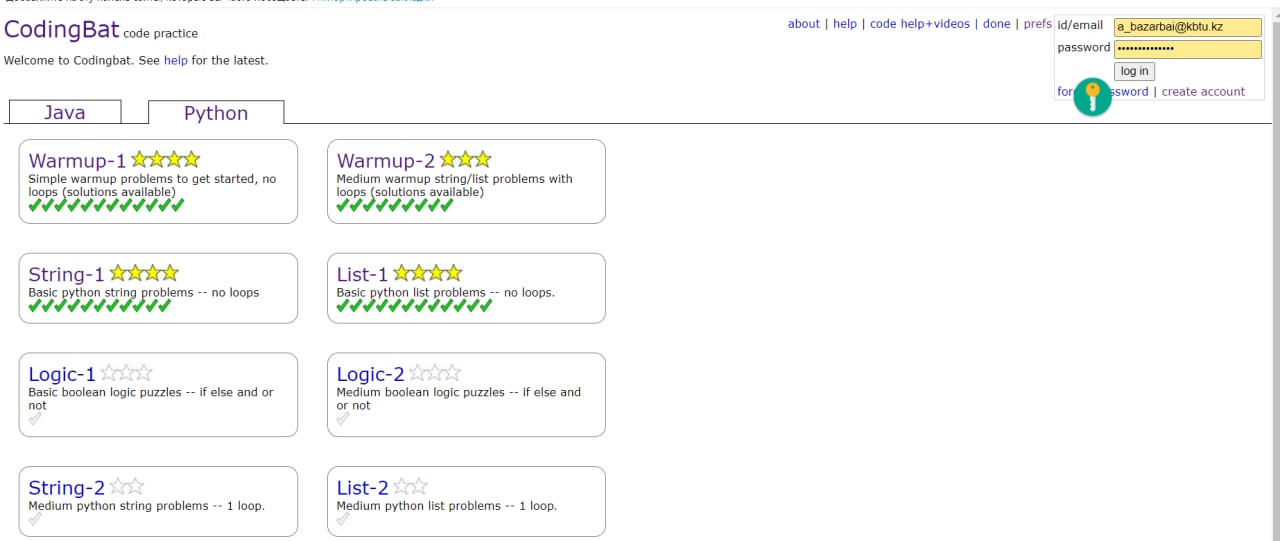 CodingBat code practice
about | help | code help+videos | done | prefs
id/email a_bazarbai@kbtu.kz
password ••••••••••••••
log in
password | create account
Welcome to Codingbat. See help for the latest.
Java
Python
Warmup-1
Simple warmup problems to get started, no
loops (solutions available)
Warmup-2
Medium warmup string/list problems with
loops (solutions available)
String-1
Basic python string problems -- no loops
List-1
Basic python list problems -- no loops.
Logic-1
Basic boolean logic puzzles -- if else and or
not
Logic-2
Medium boolean logic puzzles -- if else and
or not
String-2
Medium python string problems -- 1 loop.
List-2
Medium python list problems -- 1 loop.